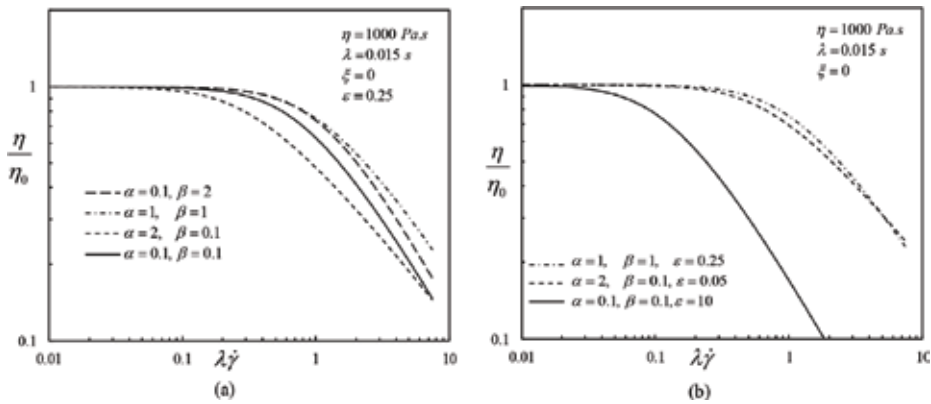 η = 1000 Pa.s
λ = 0.015 s
ξ = 0
ε = 0.25
1
η
η0
α = 0.1, β = 2
α = 1, β = 1
α = 2, β = 0.1
α = 0.1, β = 0.1
0.1
0.01 0.1 1 10
λγ̇
(a)
η = 1000 Pa.s
λ = 0.015 s
ξ = 0
1
η
η0
α = 1, β = 1, ε = 0.25
α = 2, β = 0.1, ε = 0.05
α = 0.1, β = 0.1, ε = 10
0.1
0.01 0.1 1 10
λγ̇
(b)